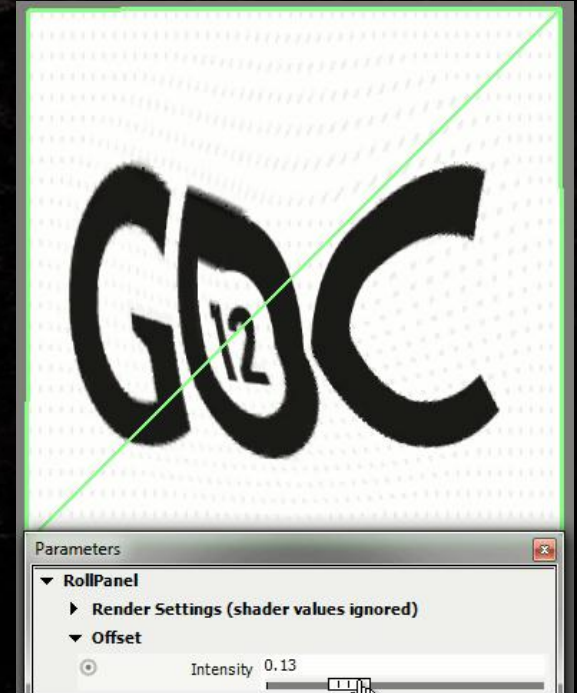 GDC
12
Parameters
RollPanel
Render Settings (shader values ignored)
Offset
Intensity 0.13